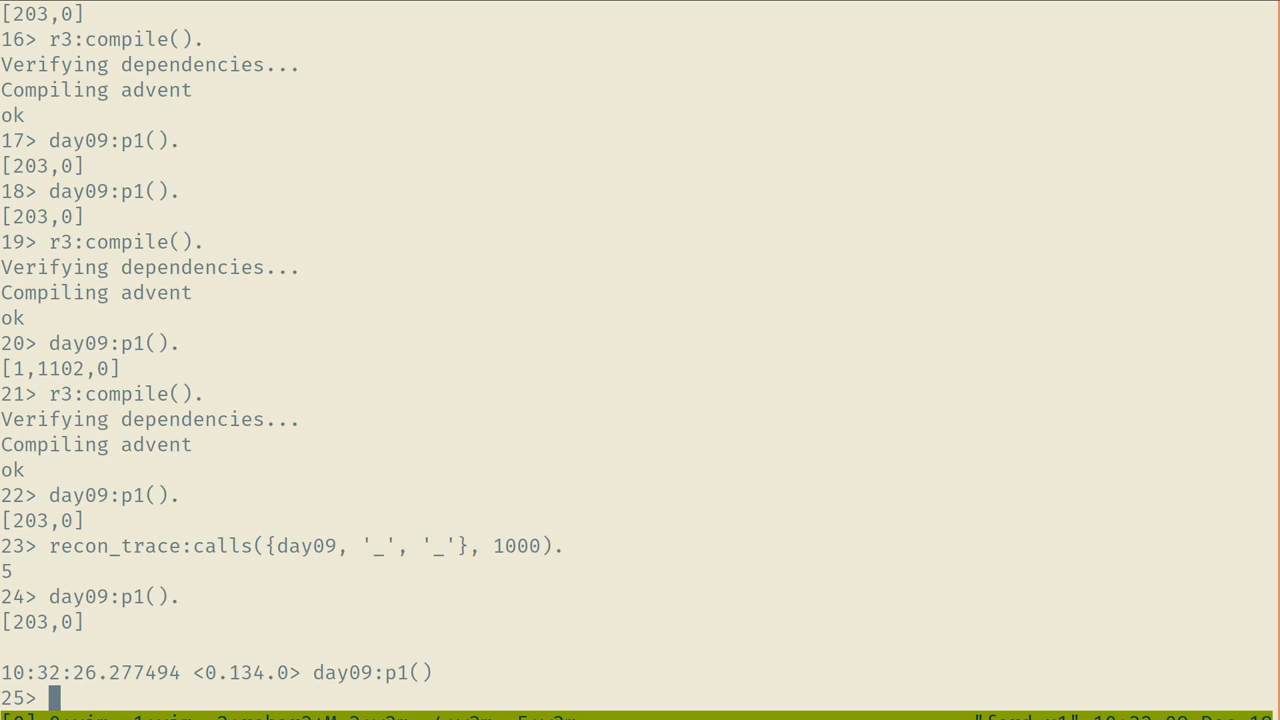 [203,0]
16> r3:compile().
Verifying dependencies...
Compiling advent
ok
17> day09:p1().
[203,0]
18> day09:p1().
[203,0]
19> r3:compile().
Verifying dependencies...
Compiling advent
ok
20> day09:p1().
[1,1102,0]
21> r3:compile().
Verifying dependencies...
Compiling advent
ok
22> day09:p1().
[203,0]
23> recon_trace:calls({day09, '_', '_'}, 1000).
5
24> day09:p1().
[203,0]
10:32:26.277494 <0.134.0> day09:p1()
25>